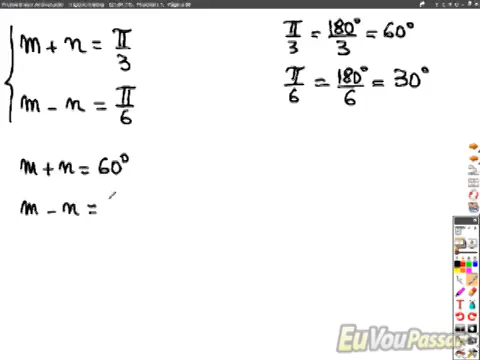 m + n = π/3
m - n = π/6
π/3 = 180°/3 = 60°
π/6 = 180°/6 = 30°
m + n = 60°
m - n =
EuVouPassar